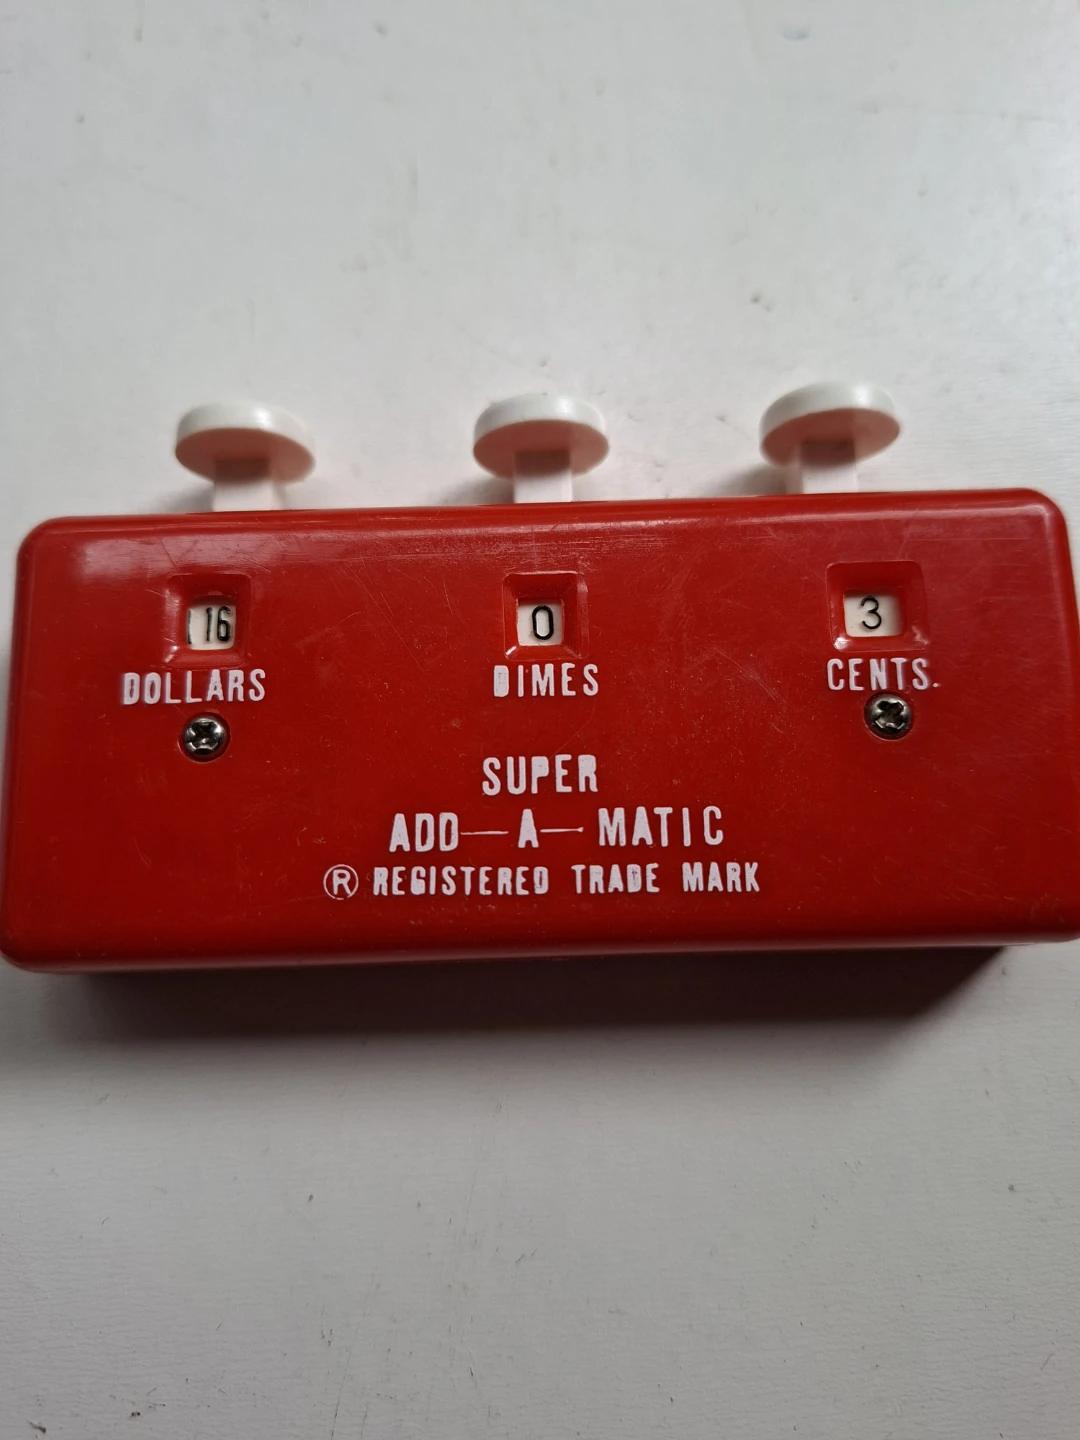 16 0 3
DOLLARS DIMES CENTS.
SUPER
ADD—A—MATIC
® REGISTERED TRADE MARK